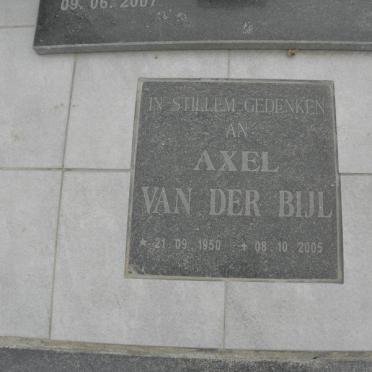 09. 06. 2007
IN STILLEM GEDENKEN
AN
AXEL
VAN DER BIJL
* 21. 09. 1950 + 08. 10. 2005